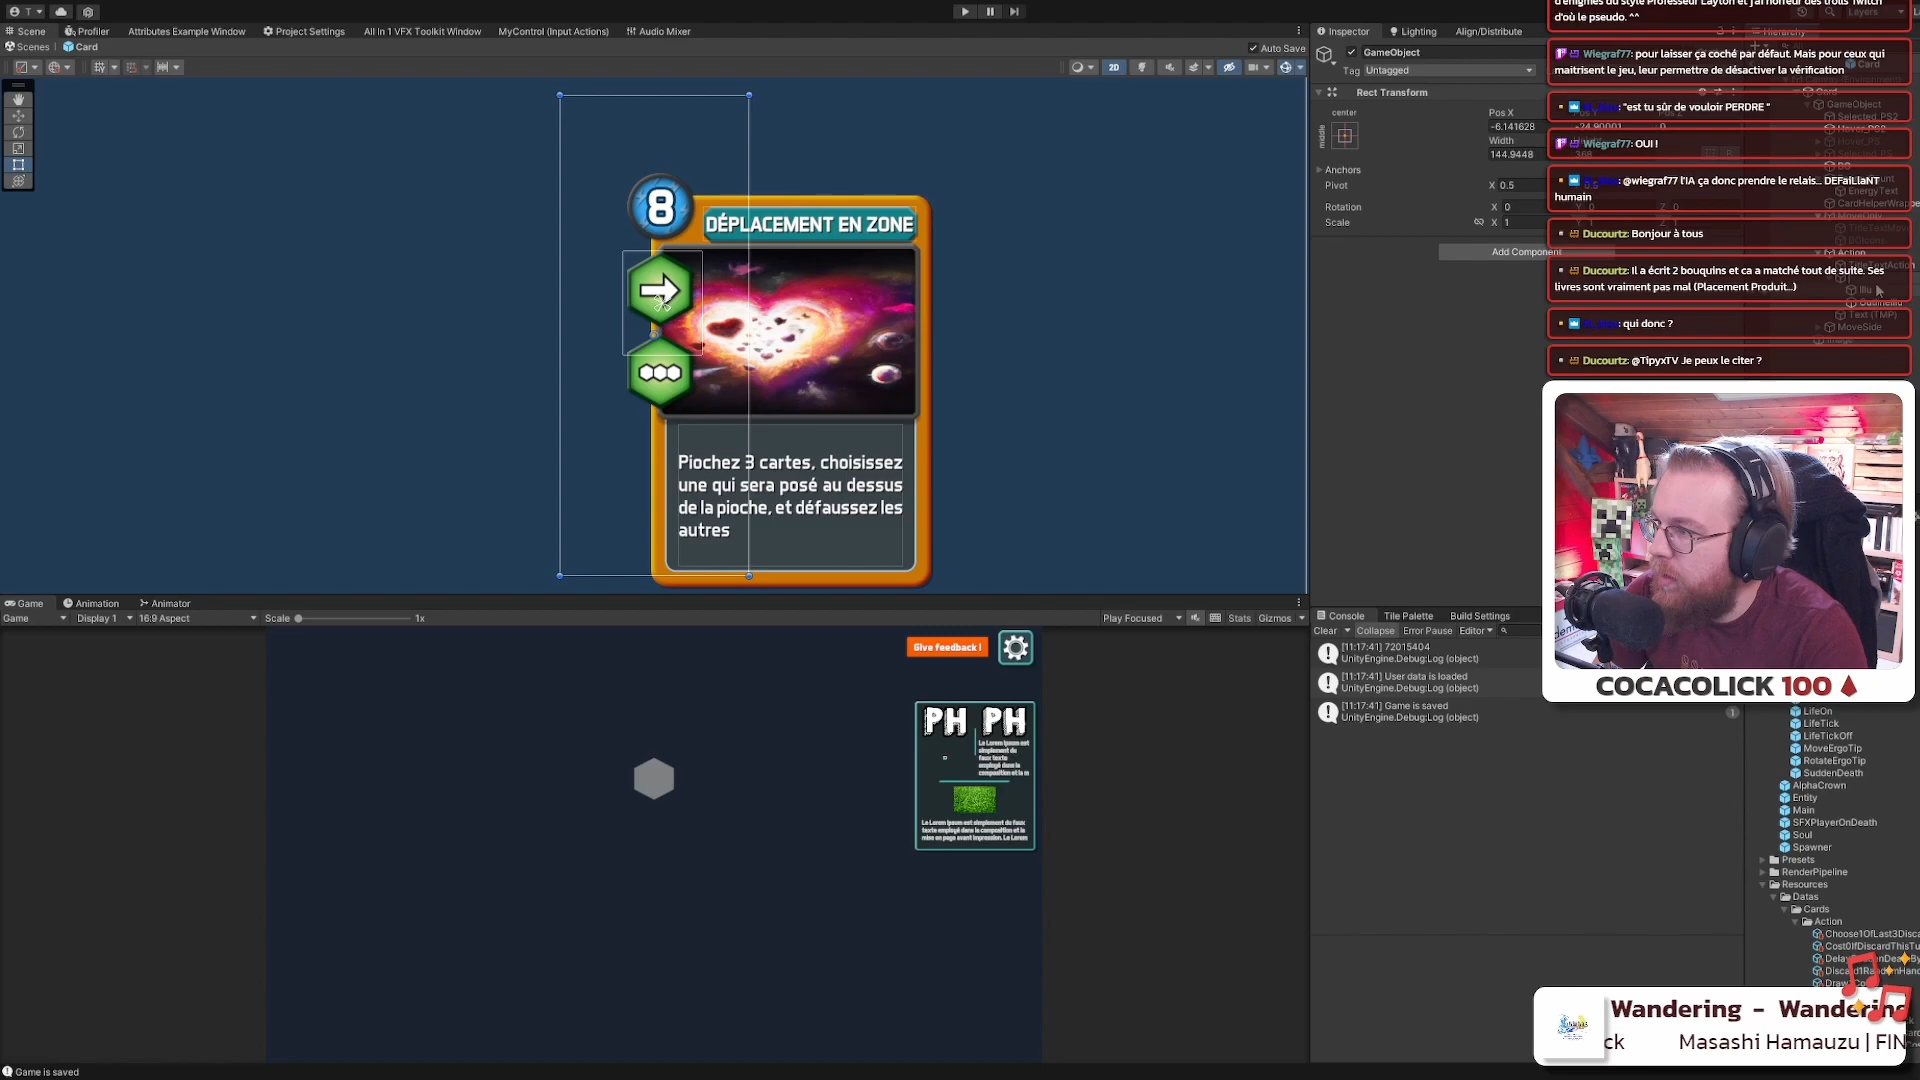 T
Scene
Profiler
Attributes Example Window
Project Settings
All In 1 VFX Toolkit Window
MyControl (Input Actions)
Audio Mixer
Scenes
Card
Auto Save
2D
8
DÉPLACEMENT EN ZONE
Piochez 3 cartes, choisissez
une qui sera posé au dessus
de la pioche, et défaussez les
autres
Inspector
Lighting
Align/Distribute
GameObject
Tag
Untagged
Rect Transform
center
middle
Pos X
-6.141628
Width
144.9448
Anchors
Pivot
X 0.5
Rotation
X 0
Scale
X 1
Add Component
d'où le pseudo. ^^
Wiegraf77: pour laisser ça coché par défaut. Mais pour ceux qui
maitrisent le jeu, leur permettre de désactiver la vérification
: "est tu sûr de vouloir PERDRE "
Wiegraf77: OUI !
: @wiegraf77 l'IA ça donc prendre le relais... DEFaiLLaNT
humain
Ducourtz: Bonjour à tous
Ducourtz: Il a écrit 2 bouquins et ca a matché tout de suite. Ses
livres sont vraiment pas mal (Placement Produit...)
: qui donc ?
Ducourtz: @TipyxTV Je peux le citer ?
COCACOLICK 100
Game
Animation
Animator
Game
Display 1
16:9 Aspect
Scale
1x
Play Focused
Stats
Gizmos
Give feedback !
PH PH
Console
Tile Palette
Build Settings
Clear
Collapse
Error Pause
Editor
[11:17:41] 72015404
UnityEngine.Debug:Log (object)
[11:17:41] User data is loaded
UnityEngine.Debug:Log (object)
[11:17:41] Game is saved
UnityEngine.Debug:Log (object)
1
LifeOn
LifeTick
LifeTickOff
MoveErgoTip
RotateErgoTip
SuddenDeath
AlphaCrown
Entity
Main
SFXPlayerOnDeath
Soul
Spawner
Presets
RenderPipeline
Resources
Datas
Cards
Action
Choose1OfLast3Disca
Cost0IfDiscardThisTu
Wandering - Wandering
ck
Masashi Hamauzu | FIN
Game is saved